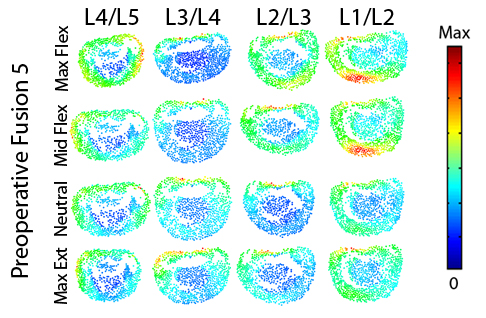 L4/L5 L3/L4 L2/L3 L1/L2
Max
Preoperative Fusion 5
Max Flex
Mid Flex
Neutral
Max Ext
0